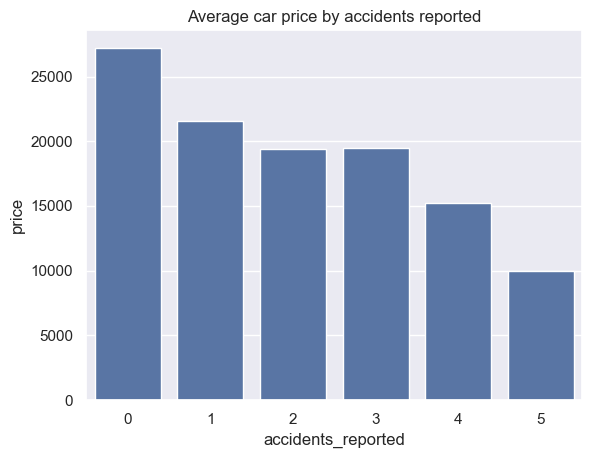 Average car price by accidents reported
price
25000
20000
15000
10000
5000
0
0 1 2 3 4 5
accidents_reported